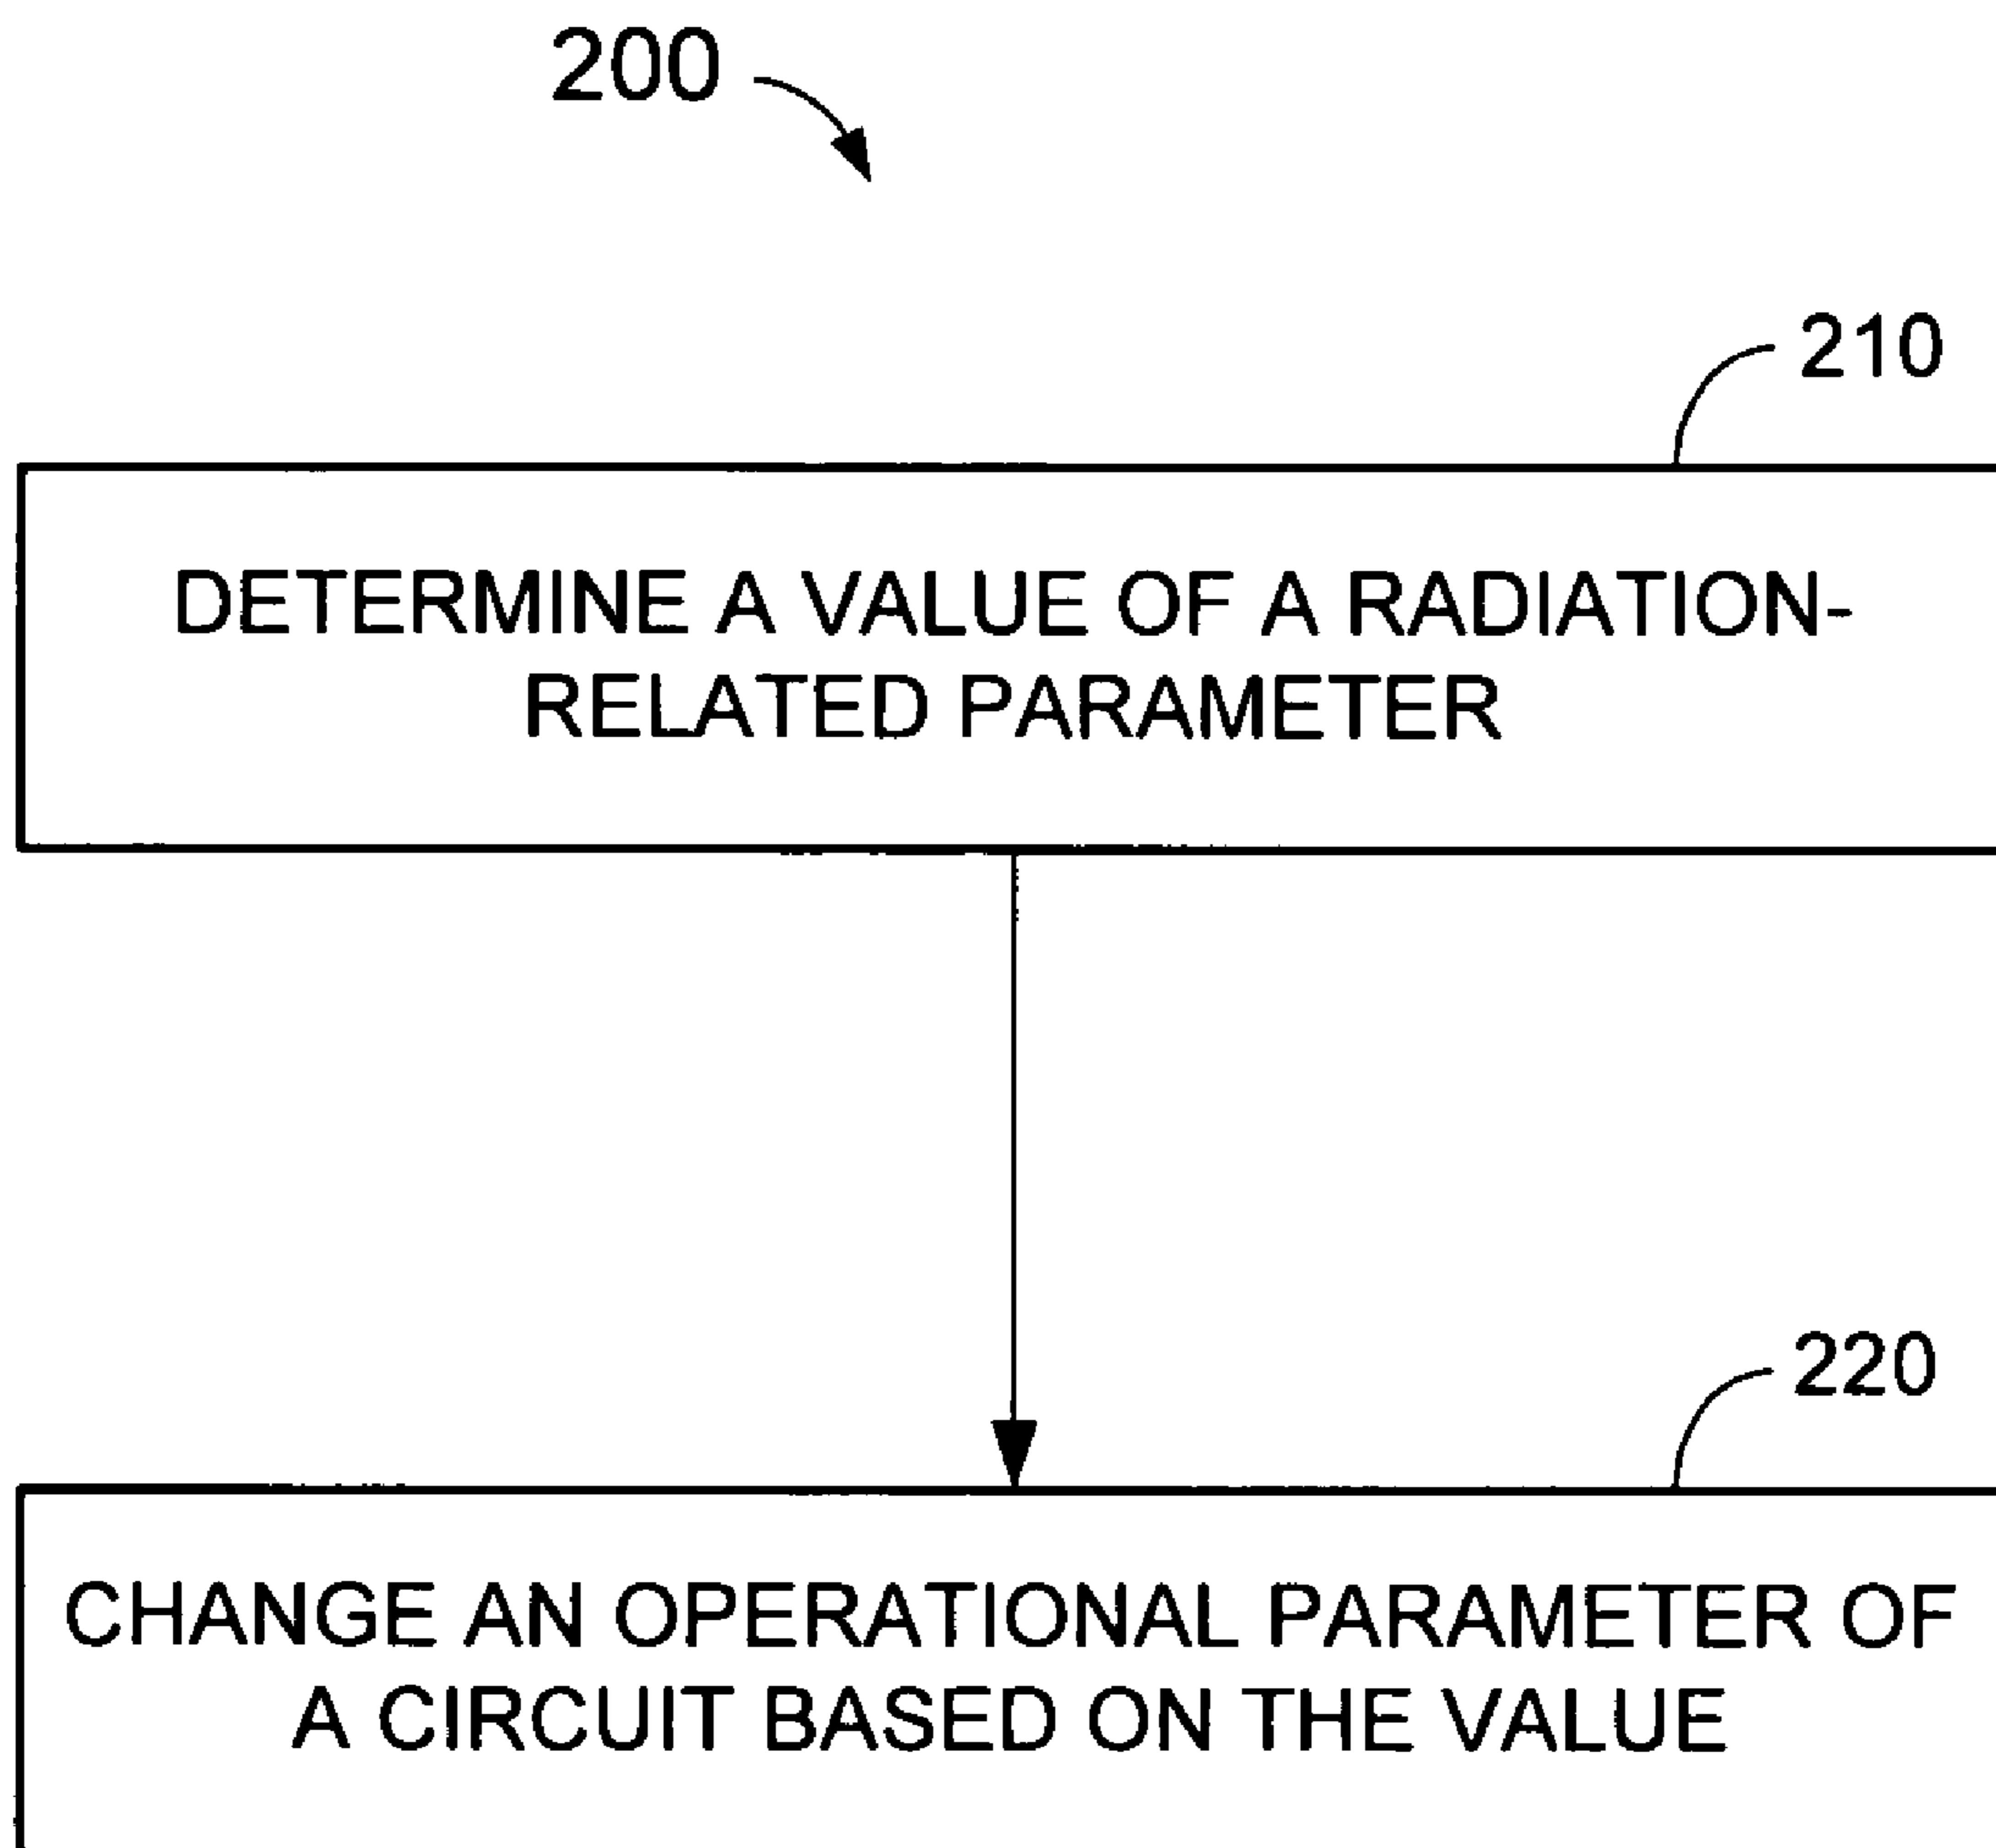 200
210
DETERMINE A VALUE OF A RADIATION-
RELATED PARAMETER
220
CHANGE AN OPERATIONAL PARAMETER OF
A CIRCUIT BASED ON THE VALUE